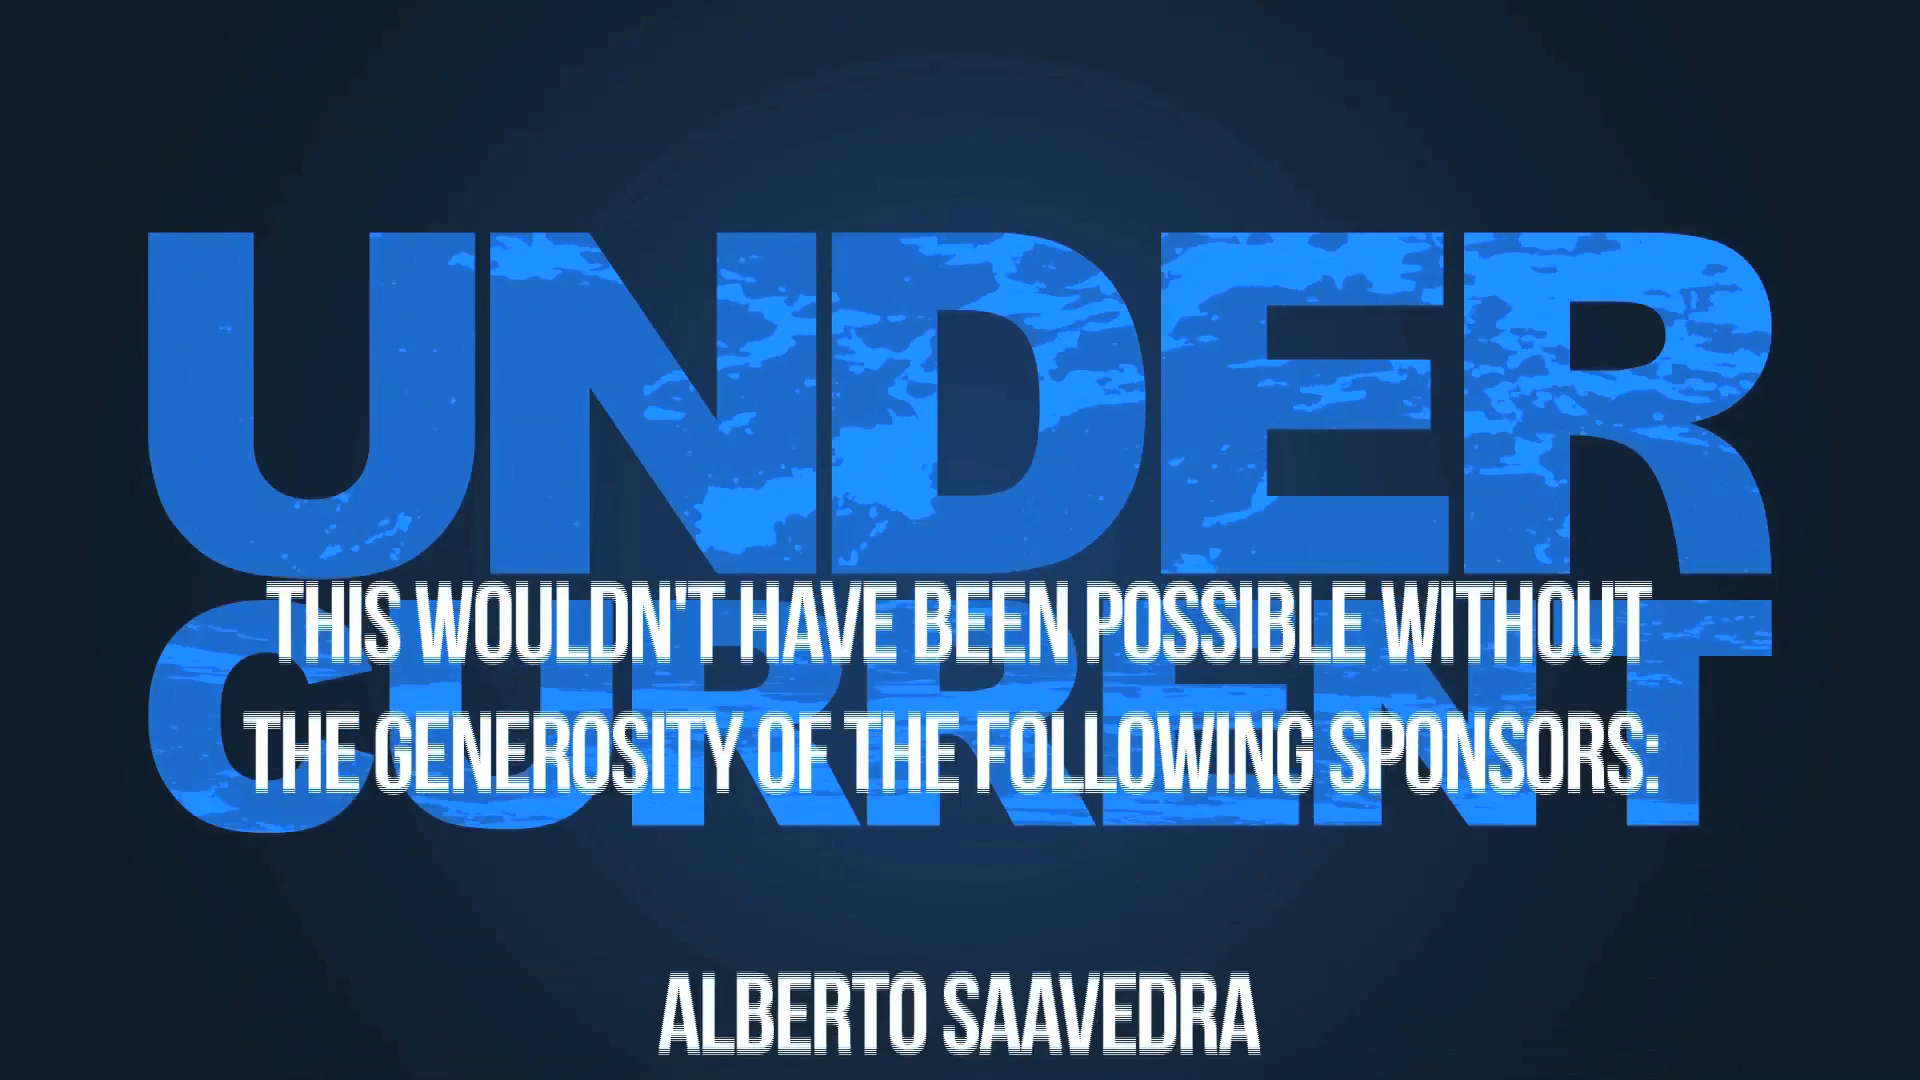 UNDER
CURRENT
THIS WOULDN'T HAVE BEEN POSSIBLE WITHOUT
THE GENEROSITY OF THE FOLLOWING SPONSORS:
ALBERTO SAAVEDRA